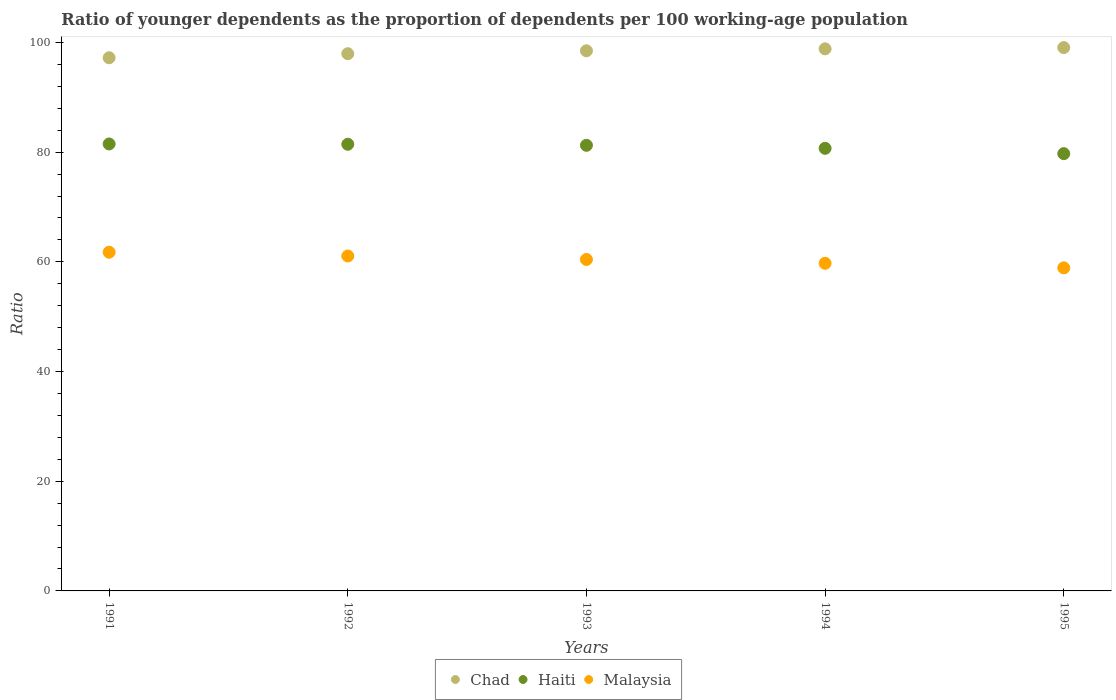 Ratio of younger dependents as the proportion of dependents per 100 working-age population
100
80
60
40
20
0
Ratio
1991
1992
1993
1994
1995
Years
Chad
Haiti
Malaysia